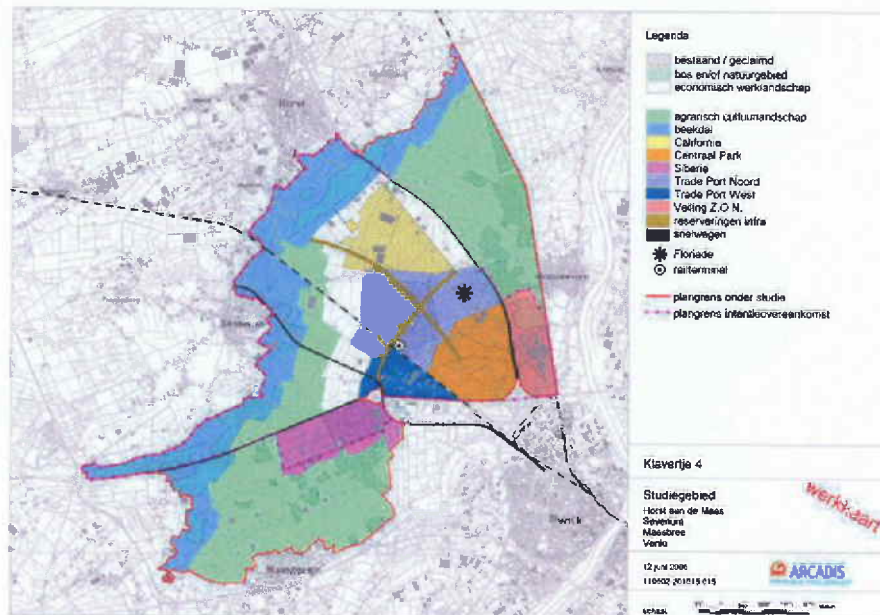 Legenda
bestaand / geclaimd
bos en/of natuurgebied
economisch werklandschap
agrarisch cultuurlandschap
beekdal
Californie
Centraal Park
Siberie
Trade Port Noord
Trade Port West
Veiling Z.O.N.
reserveringen infra
snelwegen
Floriade
railterminal
plangrens onder studie
plangrens intentieovereenkomst
Horst
Klavertje 4
Studiegebied
Horst aan de Maas
Sevenum
Maasbree
Venlo
werkkaart
12 juni 2006
ARCADIS